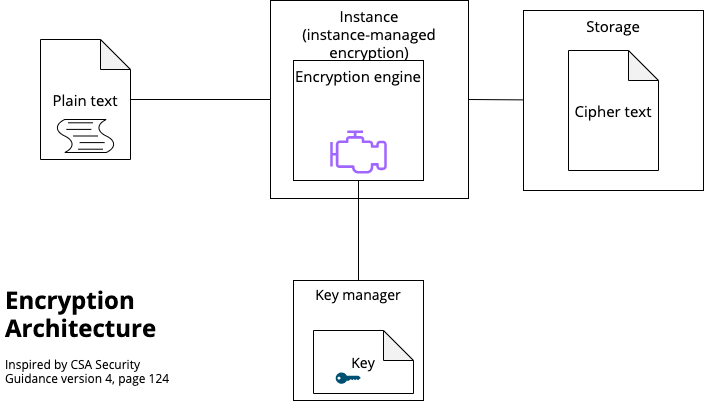 Instance
(instance-managed
encryption)
Storage
Encryption engine
Plain text
Cipher text
Key manager
Key
Encryption
Architecture
Inspired by CSA Security
Guidance version 4, page 124